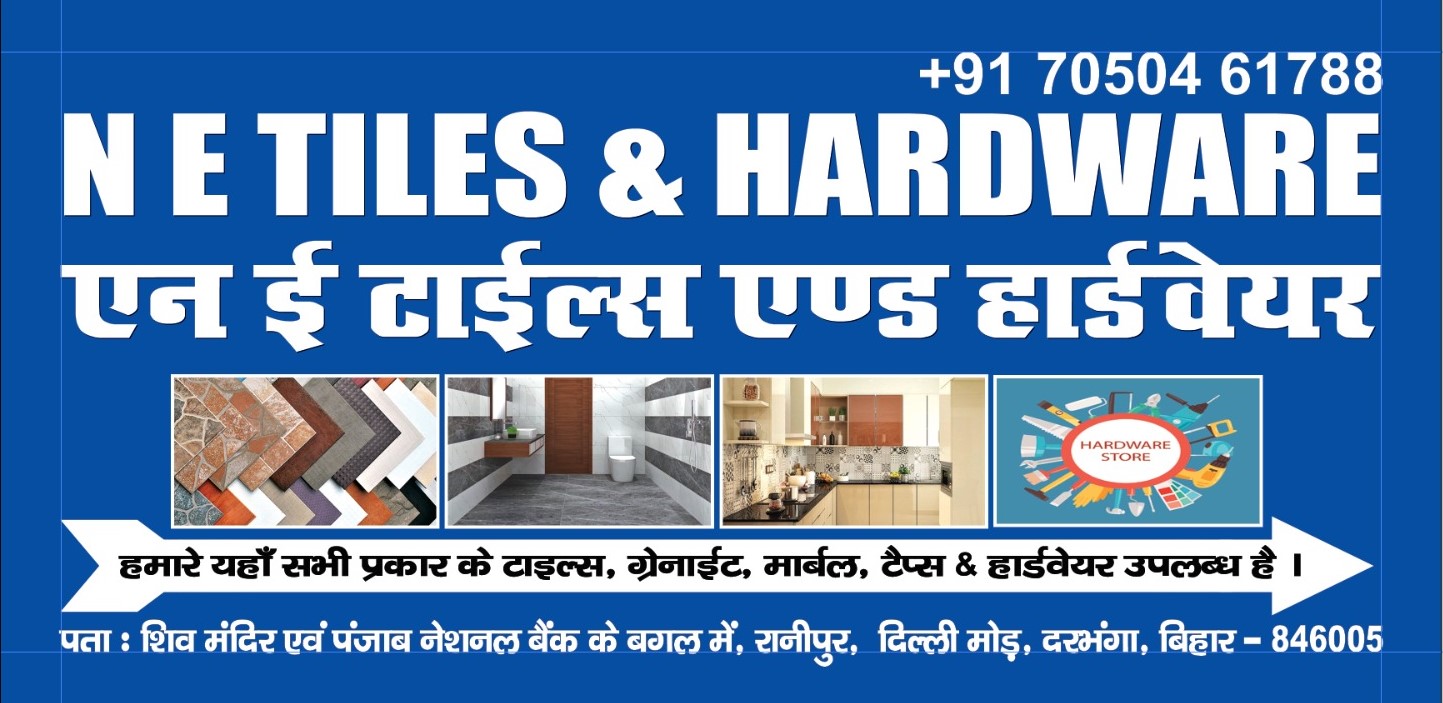 +91 70504 61788
N E TILES & HARDWARE
एन ई टाईल्स एण्ड हार्डवेयर
HARDWARE
STORE
हमारे यहाँ सभी प्रकार के टाइल्स, ग्रेनाईट, मार्बल, टैप्स & हार्डवेयर उपलब्ध है ।
पता : शिव मंदिर एवं पंजाब नेशनल बैंक के बगल में, रानीपुर, दिल्ली मोड़, दरभंगा, बिहार – 846005